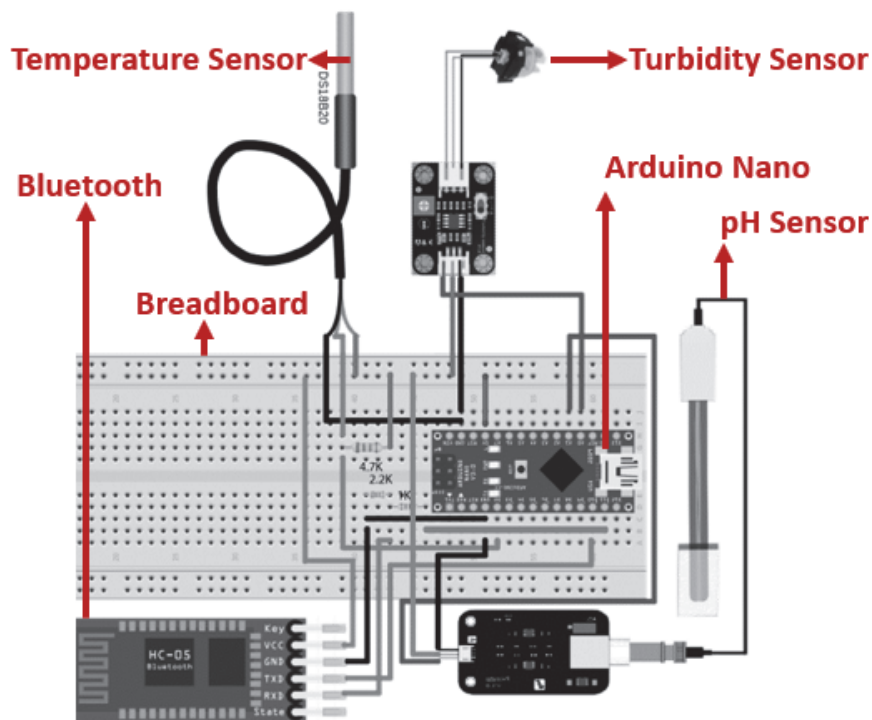 Temperature Sensor
DS18B20
Turbidity Sensor
Bluetooth
Arduino Nano
pH Sensor
Breadboard
4.7K
2.2K
1K
HC-05
Bluetooth
Key
VCC
GND
TXD
RXD
State